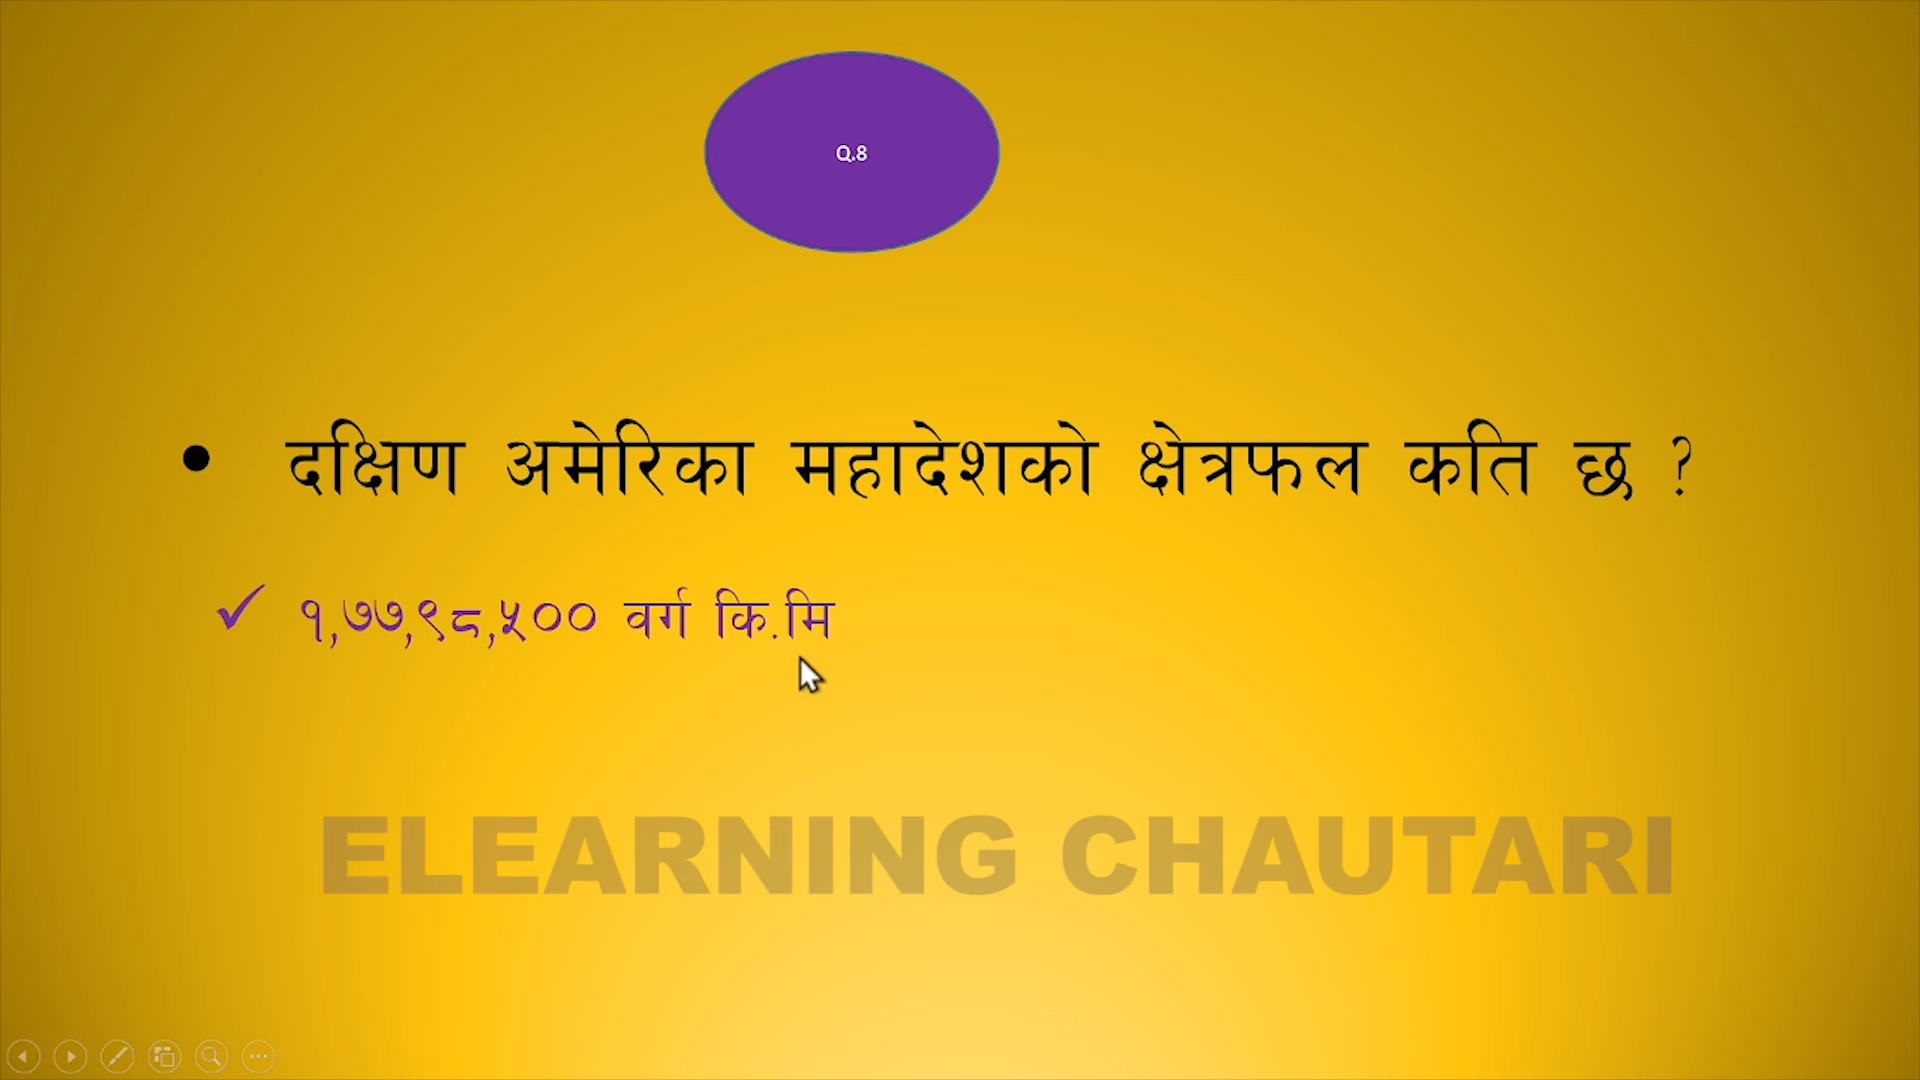 Q.8
• दक्षिण अमेरिका महादेशको क्षेत्रफल कति छ ?
✓ १,७७,९८,५०० वर्ग कि.मि
ELEARNING CHAUTARI